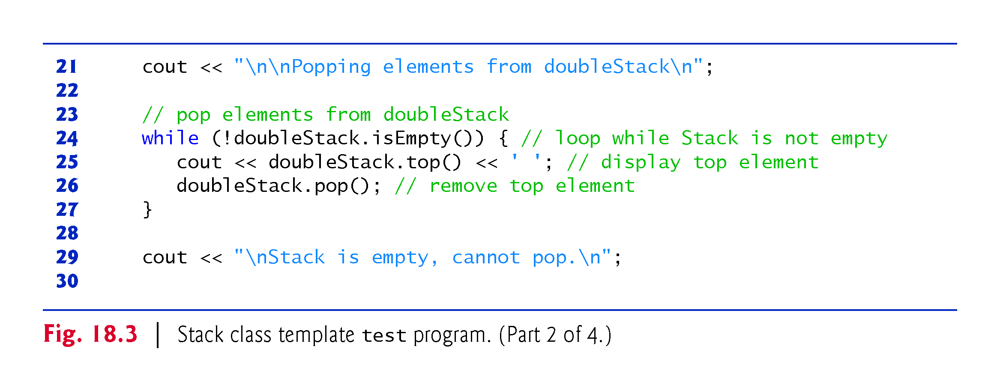 21 cout << "\n\nPopping elements from doubleStack\n";
22
23 // pop elements from doubleStack
24 while (!doubleStack.isEmpty()) { // loop while Stack is not empty
25 cout << doubleStack.top() << ' '; // display top element
26 doubleStack.pop(); // remove top element
27 }
28
29 cout << "\nStack is empty, cannot pop.\n";
30
Fig. 18.3 | Stack class template test program. (Part 2 of 4.)